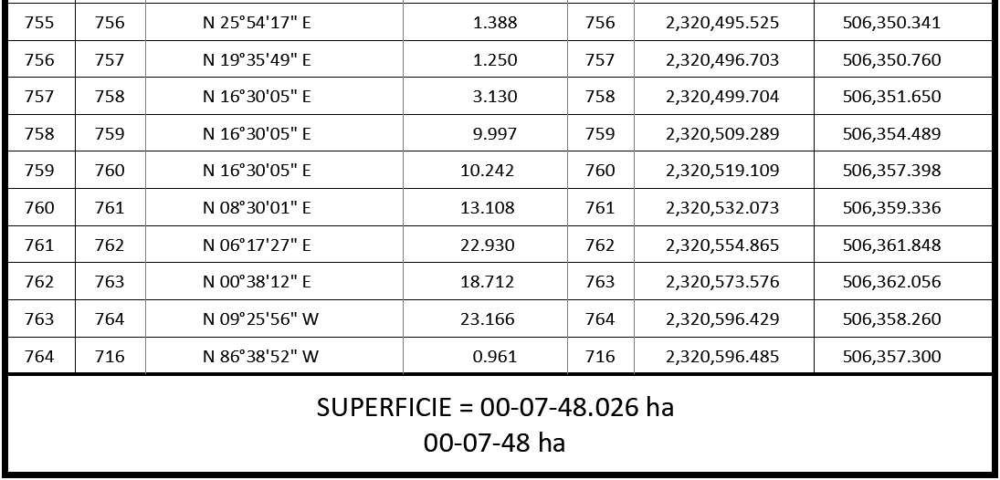 755 756 N 25°54'17" E 1.388 756 2,320,495.525 506,350.341
756 757 N 19°35'49" E 1.250 757 2,320,496.703 506,350.760
757 758 N 16°30'05" E 3.130 758 2,320,499.704 506,351.650
758 759 N 16°30'05" E 9.997 759 2,320,509.289 506,354.489
759 760 N 16°30'05" E 10.242 760 2,320,519.109 506,357.398
760 761 N 08°30'01" E 13.108 761 2,320,532.073 506,359.336
761 762 N 06°17'27" E 22.930 762 2,320,554.865 506,361.848
762 763 N 00°38'12" E 18.712 763 2,320,573.576 506,362.056
763 764 N 09°25'56" W 23.166 764 2,320,596.429 506,358.260
764 716 N 86°38'52" W 0.961 716 2,320,596.485 506,357.300
SUPERFICIE = 00-07-48.026 ha
00-07-48 ha